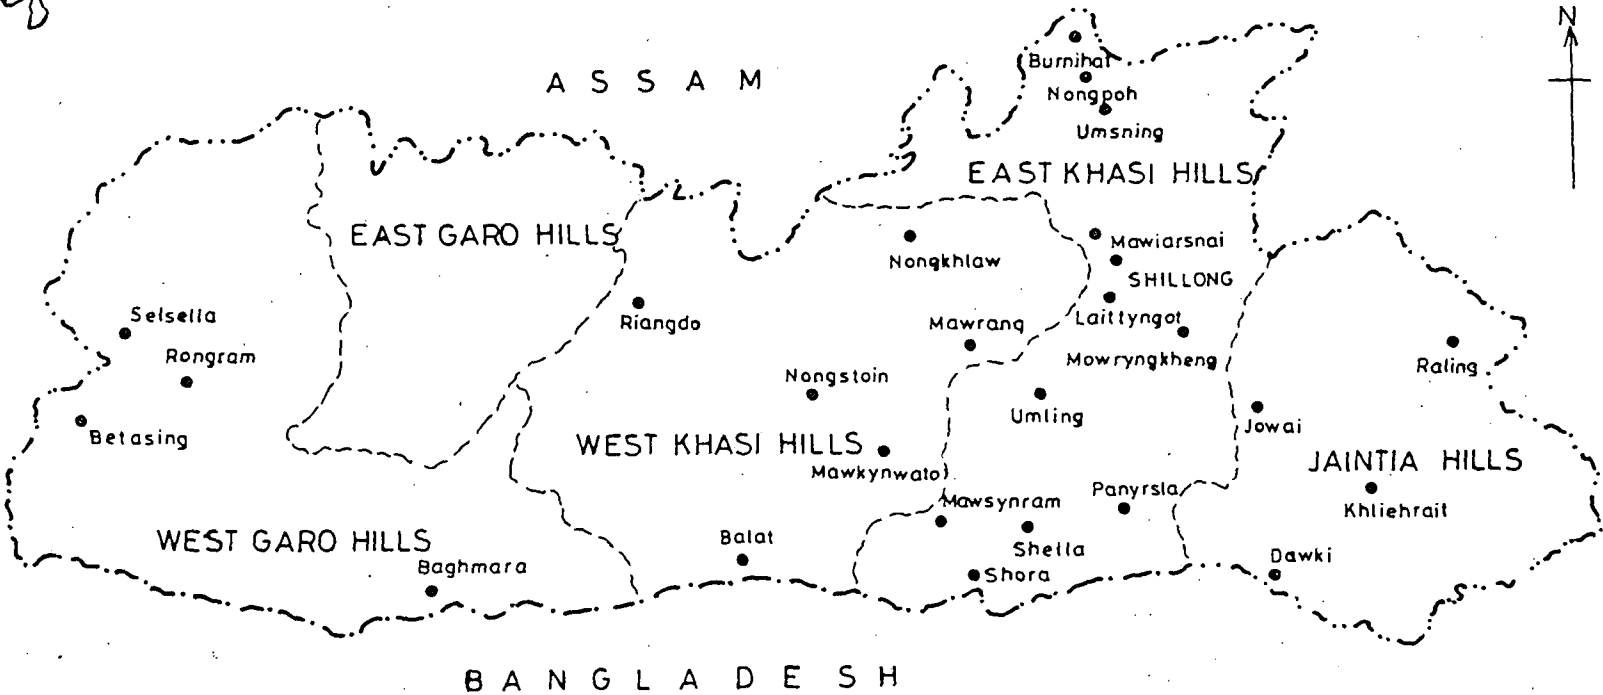 N
ASSAM
Burnihat
Nongpoh
Umsning
EAST KHASI HILLS
EAST GARO HILLS
Nongkhlaw
Mawiarsnai
SHILLONG
Selsella
Riangdo
Mawrang
Laittyngot
Rongram
Mowryngkheng
Raling
Nongstoin
Umling
Betasing
Jowai
WEST KHASI HILLS
Mawkynwato
JAINTIA HILLS
Mawsynram
Panyrsla
Khliehrait
WEST GARO HILLS
Balat
Shella
Dawki
Baghmara
Shora
BANGLADESH